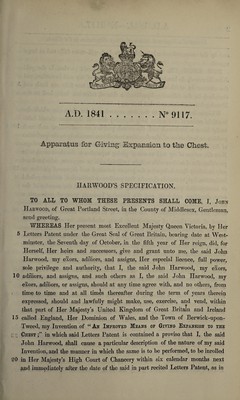 A.D. 1841 . . . . . . . N° 9117.
Apparatus for Giving Expansion to the Chest.
HARWOOD'S SPECIFICATION.
TO ALL TO WHOM THESE PRESENTS SHALL COME, I, JOHN
HARWOOD, of Great Portland Street, in the County of Middlesex, Gentleman,
send greeting.
WHEREAS Her present most Excellent Majesty Queen Victoria, by Her
5 Letters Patent under the Great Seal of Great Britain, bearing date at West-
minster, the Seventh day of October, in the fifth year of Her reign, did, for
Herself, Her heirs and successors, give and grant unto me, the said John
Harwood, my exors, adm̃ors, and assigns, Her especial licence, full power,
sole privilege and authority, that I, the said John Harwood, my exors,
10 adm̃ors, and assigns, and such others as I, the said John Harwood, my
exors, adm̃ors, or assigns, should at any time agree with, and no others, from
time to time and at all times thereafter during the term of years therein
expressed, should and lawfully might make, use, exercise, and vend, within
that part of Her Majesty's United Kingdom of Great Britain and Ireland
15 called England, Her Dominion of Wales, and the Town of Berwick-upon-
Tweed, my Invention of "AN IMPROVED MEANS OF GIVING EXPANSION TO THE
CHEST;" in which said Letters Patent is contained a proviso that I, the said
John Harwood, shall cause a particular description of the nature of my said
Invention, and the manner in which the same is to be performed, to be inrolled
20 in Her Majesty's High Court of Chancery within six calendar months next
and immediately after the date of the said in part recited Letters Patent, as in